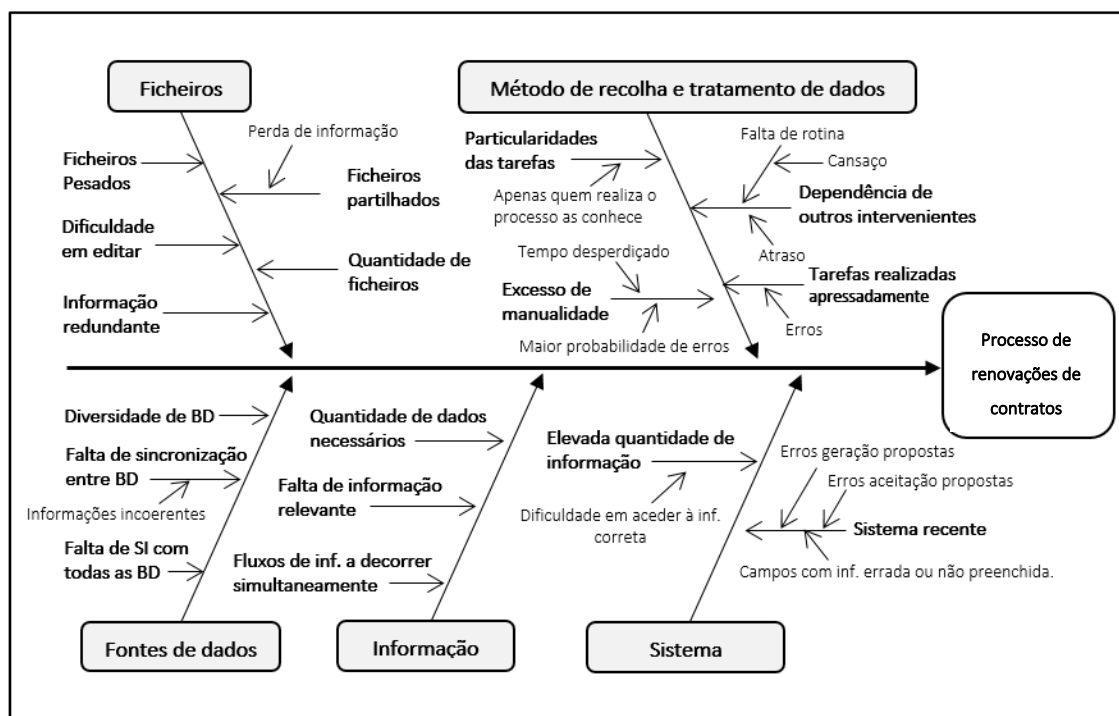 Ficheiros
Método de recolha e tratamento de dados
Perda de informação
Ficheiros
Pesados
Ficheiros
partilhados
Dificuldade
em editar
Quantidade de
ficheiros
Informação
redundante
Particularidades
das tarefas
Apenas quem realiza o
processo as conhece
Falta de rotina
Cansaço
Dependência de
outros intervenientes
Atraso
Tempo desperdiçado
Excesso de
manualidade
Maior probabilidade de erros
Tarefas realizadas
apressadamente
Erros
Processo de
renovações de
contratos
Diversidade de BD
Falta de sincronização
entre BD
Informações incoerentes
Falta de SI com
todas as BD
Quantidade de dados
necessários
Falta de informação
relevante
Fluxos de inf. a decorrer
simultaneamente
Elevada quantidade de
informação
Dificuldade em aceder à inf.
correta
Erros geração propostas
Erros aceitação propostas
Sistema recente
Campos com inf. errada ou não preenchida.
Fontes de dados
Informação
Sistema